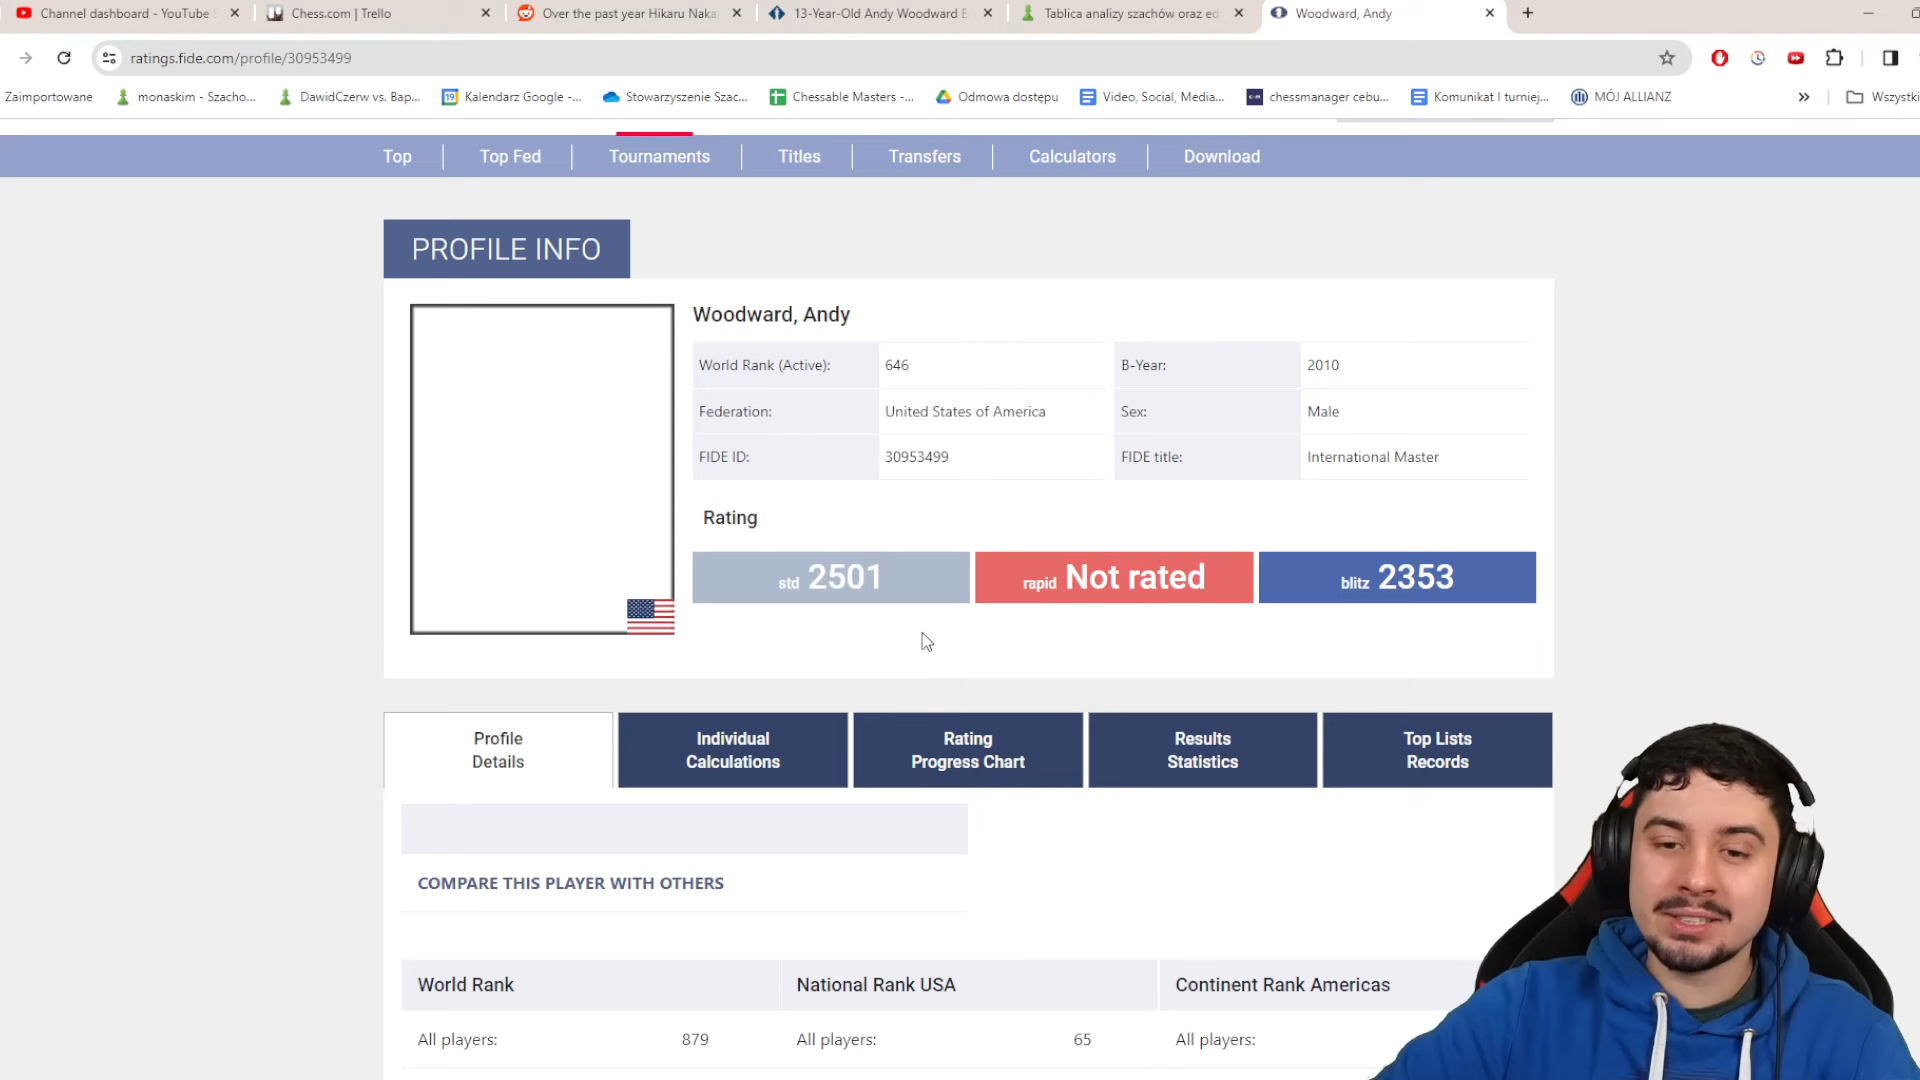 Channel dashboard - YouTube S
Chess.com | Trello
Over the past year Hikaru Naka
13-Year-Old Andy Woodward E
Tablica analizy szachów oraz ed
Woodward, Andy
ratings.fide.com/profile/30953499
Zaimportowane
monaskim - Szacho...
DawidCzerw vs. Bap...
Kalendarz Google -...
Stowarzyszenie Szac...
Chessable Masters -...
Odmowa dostępu
Video, Social, Media...
chessmanager cebu...
Komunikat I turniej...
MÓJ ALLIANZ
Wszystki
Top
Top Fed
Tournaments
Titles
Transfers
Calculators
Download
PROFILE INFO
Woodward, Andy
World Rank (Active): 646 B-Year: 2010
Federation: United States of America Sex: Male
FIDE ID: 30953499 FIDE title: International Master
Rating
std 2501
rapid Not rated
blitz 2353
Profile
Details
Individual
Calculations
Rating
Progress Chart
Results
Statistics
Top Lists
Records
COMPARE THIS PLAYER WITH OTHERS
World Rank
National Rank USA
Continent Rank Americas
All players: 879
All players: 65
All players: